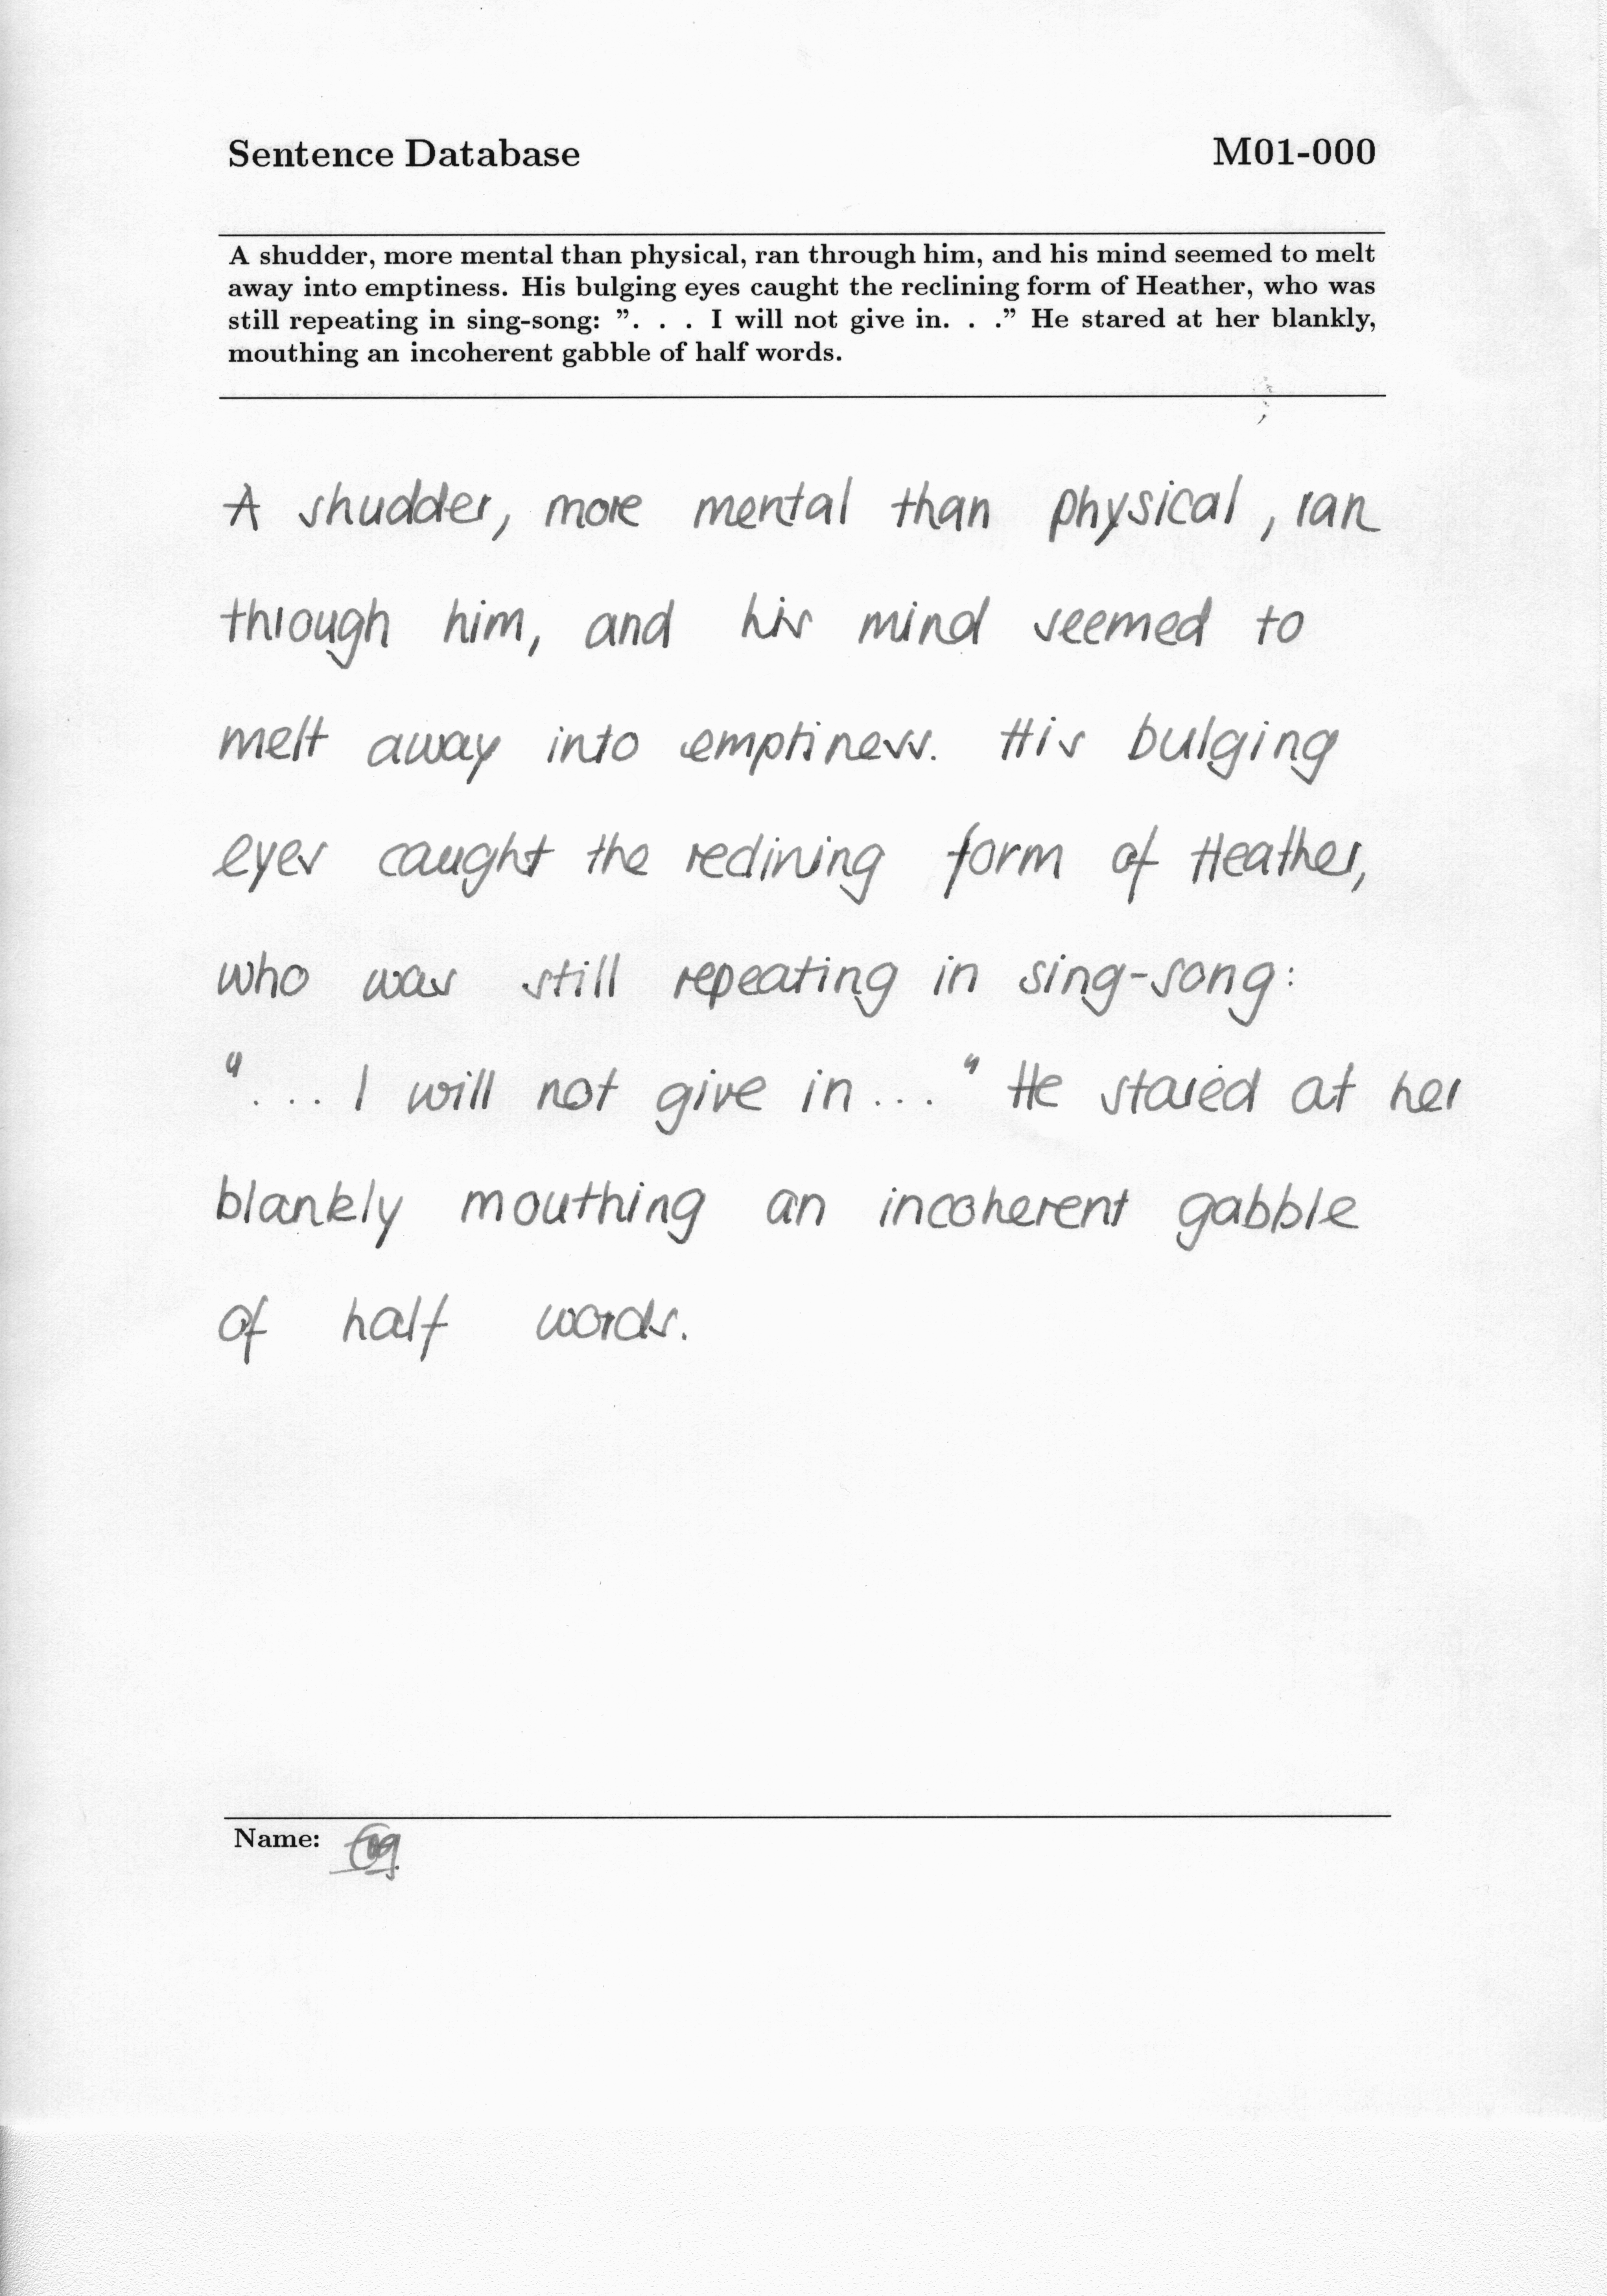 Sentence Database M01-000
A shudder, more mental than physical, ran through him, and his mind seemed to melt
away into emptiness. His bulging eyes caught the reclining form of Heather, who was
still repeating in sing-song: ”. . . I will not give in. . .” He stared at her blankly,
mouthing an incoherent gabble of half words.
A shudder, more mental than physical, ran
through him, and his mind seemed to
melt away into emptiness. His bulging
eyes caught the reclining form of Heather,
who was still repeating in sing-song:
"... I will not give in..." He stared at her
blankly mouthing an incoherent gabble
of half words.
Name: